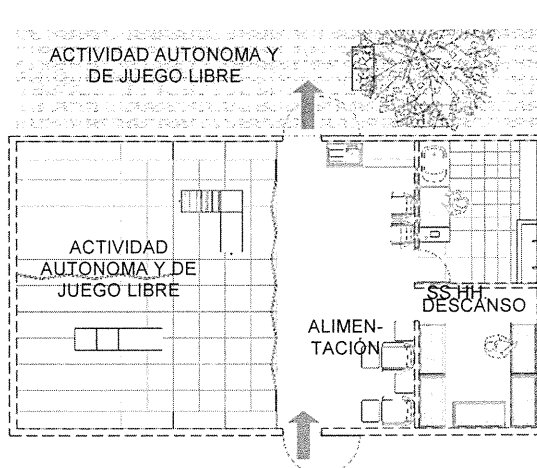 ACTIVIDAD AUTONOMA Y
DE JUEGO LIBRE
ACTIVIDAD
AUTONOMA Y DE
JUEGO LIBRE
SS.HH.
DESCANSO
ALIMEN-
TACIÓN